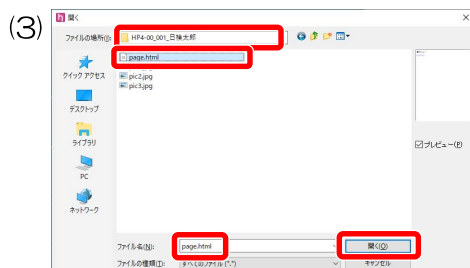 (3)
開く
ファイルの場所(I): HP4-00_001_日検太郎
page.html
pic2.jpg
pic3.jpg
クイック アクセス
デスクトップ
ライブラリ
PC
ネットワーク
プレビュー(P)
ファイル名(N): page.html 開く(O)
ファイルの種類(T): すべてのファイル (*.*) キャンセル